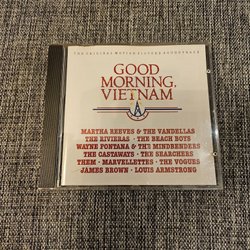 THE ORIGINAL MOTION PICTURE SOUNDTRACK
GOOD
MORNING,
VIETNAM
MARTHA REEVES & THE VANDELLAS
THE RIVIERAS · THE BEACH BOYS
WAYNE FONTANA & THE MINDBENDERS
THE CASTAWAYS · THE SEARCHERS
THEM · MARVELLETTES · THE VOGUES
JAMES BROWN · LOUIS ARMSTRONG